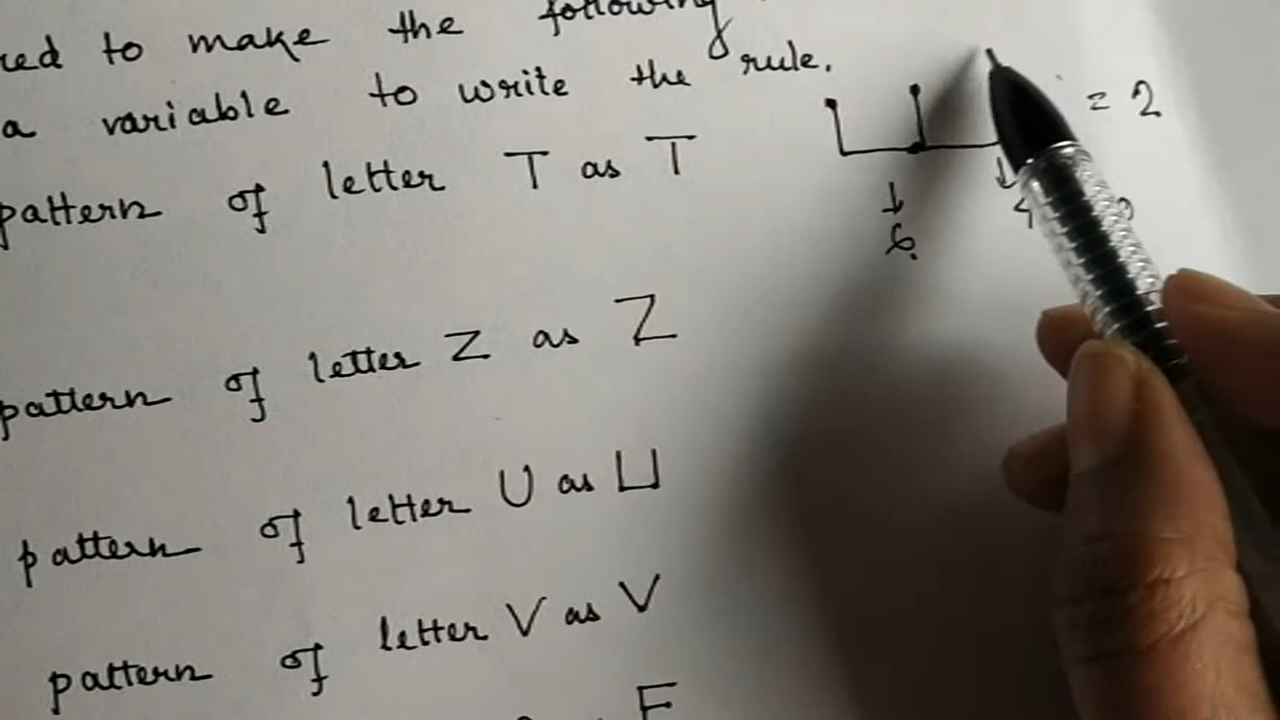 red to make the following
a variable to write the rule.
= 2
pattern of letter T as T
pattern of letter Z as Z
pattern of letter U as U
pattern of letter V as V
E